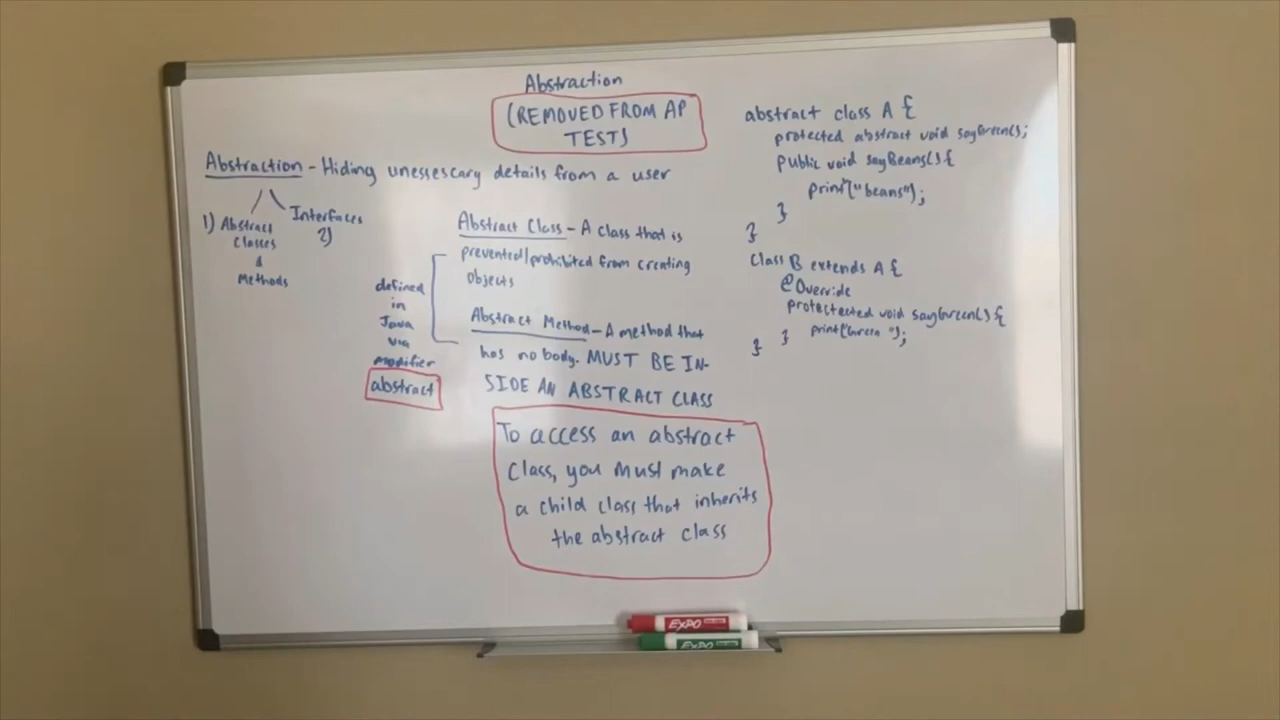 Abstraction
(REMOVED FROM AP
TEST)
Abstraction - Hiding unessescary details from a user
1) Abstract
Classes
&
Methods
Interfaces
2)
Abstract Class - A class that is
prevented/prohibited from creating
objects
defined
in
Java
via
modifier
abstract
Abstract Method - A method that
has no body. MUST BE IN-
SIDE AN ABSTRACT CLASS
To access an abstract
class, you must make
a child class that inherits
the abstract class
abstract class A {
protected abstract void sayGreen();
public void sayBeans() {
print("beans");
}
}
class B extends A {
@Override
protectected void sayGreen() {
} print("Green");
}
EXPO
EXPO